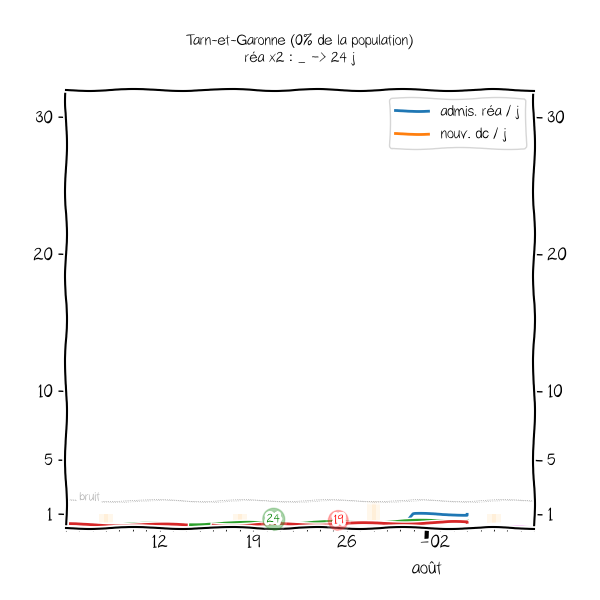 Tarn-et-Garonne (0% de la population)
réa x2 : _ -> 24 j
admis. réa / j
nouv. dc / j
30
30
20
20
10
10
5
5
... bruit
1
1
24
19
12
19
26
02
août